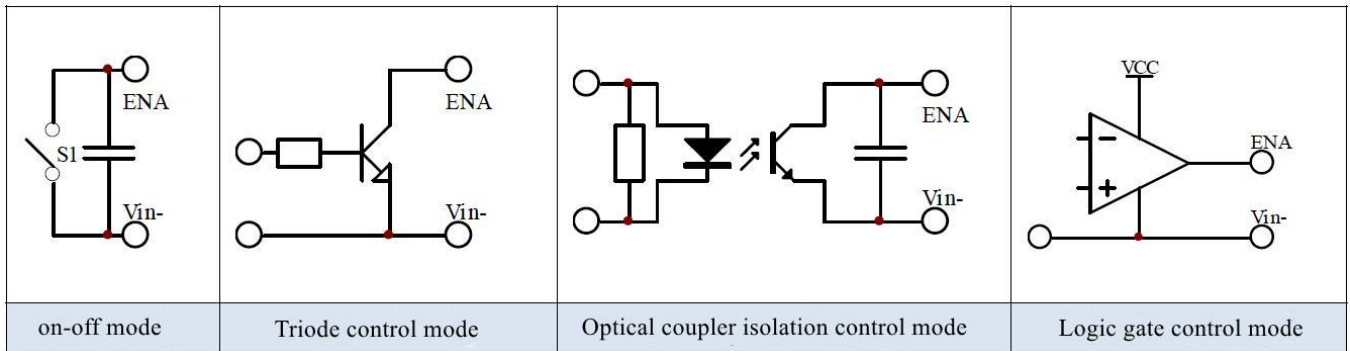 ENA
S1
Vin-
on-off mode
ENA
Vin-
Triode control mode
ENA
Vin-
Optical coupler isolation control mode
VCC
ENA
Vin-
Logic gate control mode